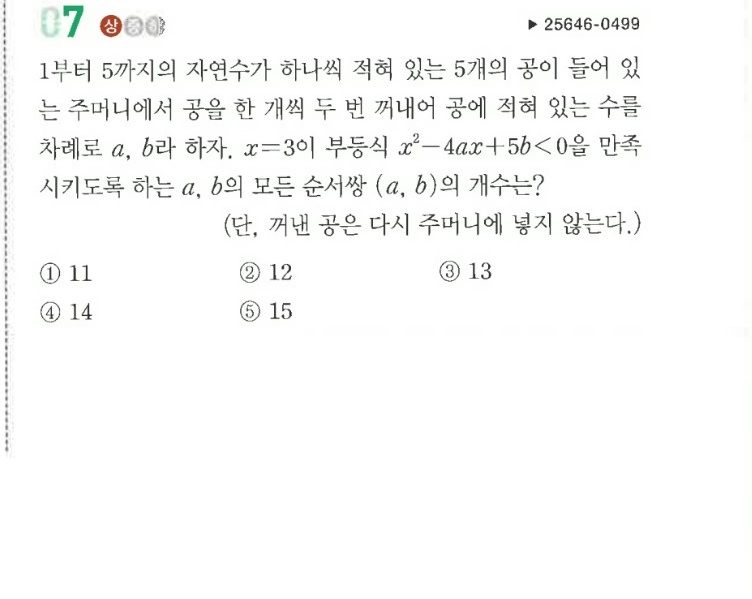 07 상중하 ▶ 25646-0499
1부터 5까지의 자연수가 하나씩 적혀 있는 5개의 공이 들어 있
는 주머니에서 공을 한 개씩 두 번 꺼내어 공에 적혀 있는 수를
차례로 a, b라 하자. x=3이 부등식 x²-4ax+5b<0을 만족
시키도록 하는 a, b의 모든 순서쌍 (a, b)의 개수는?
(단, 꺼낸 공은 다시 주머니에 넣지 않는다.)
① 11 ② 12 ③ 13
④ 14 ⑤ 15